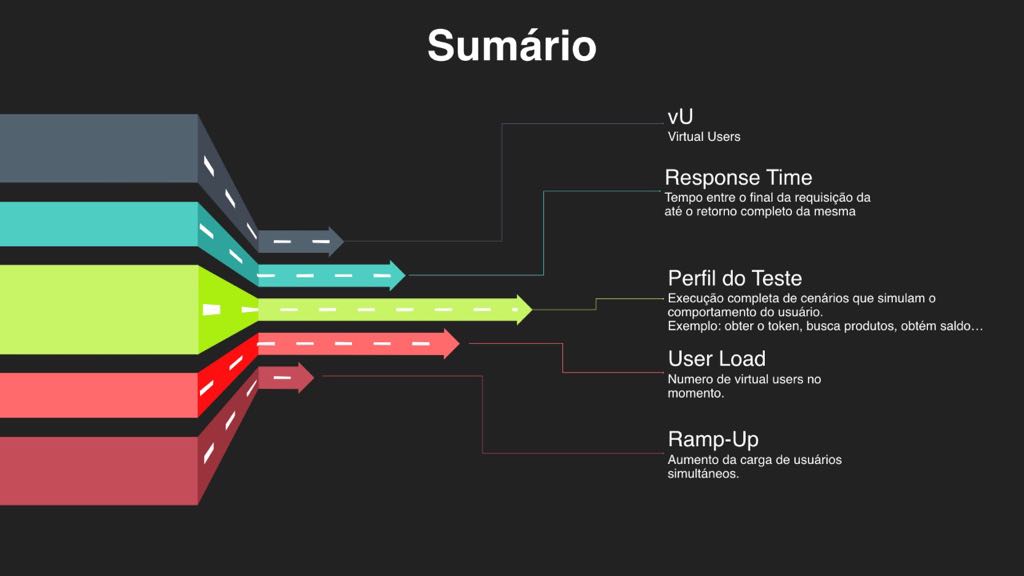 Sumário
vU
Virtual Users
Response Time
Tempo entre o final da requisição da
até o retorno completo da mesma
Perfil do Teste
Execução completa de cenários que simulam o
comportamento do usuário.
Exemplo: obter o token, busca produtos, obtém saldo…
User Load
Numero de virtual users no
momento.
Ramp-Up
Aumento da carga de usuários
simultâneos.